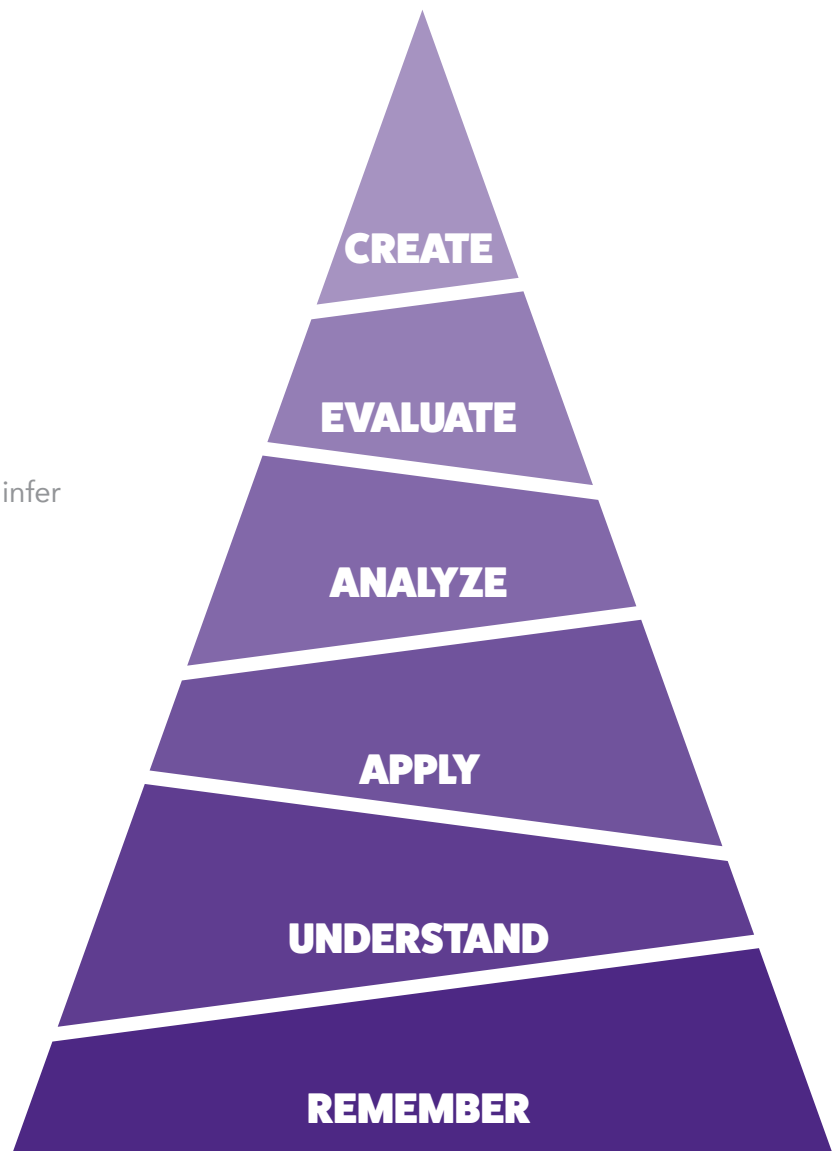 CREATE
EVALUATE
infer
ANALYZE
APPLY
UNDERSTAND
REMEMBER